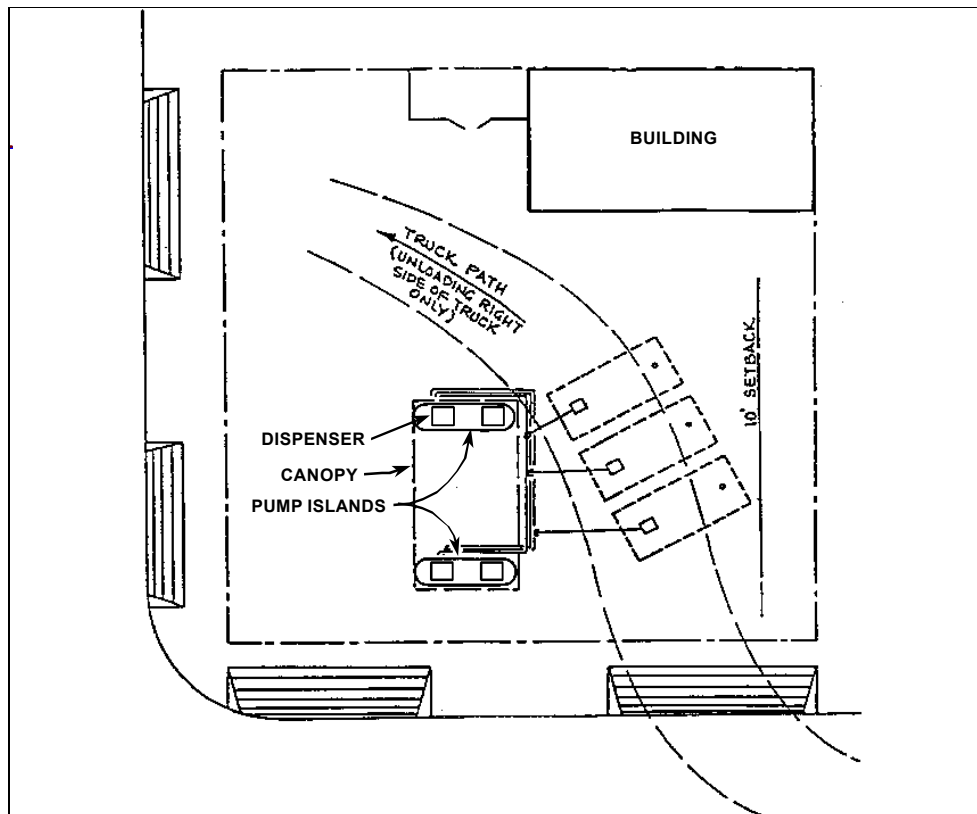 BUILDING
TRUCK PATH
(UNLOADING RIGHT
SIDE OF TRUCK
ONLY)
10' SETBACK
DISPENSER
CANOPY
PUMP ISLANDS